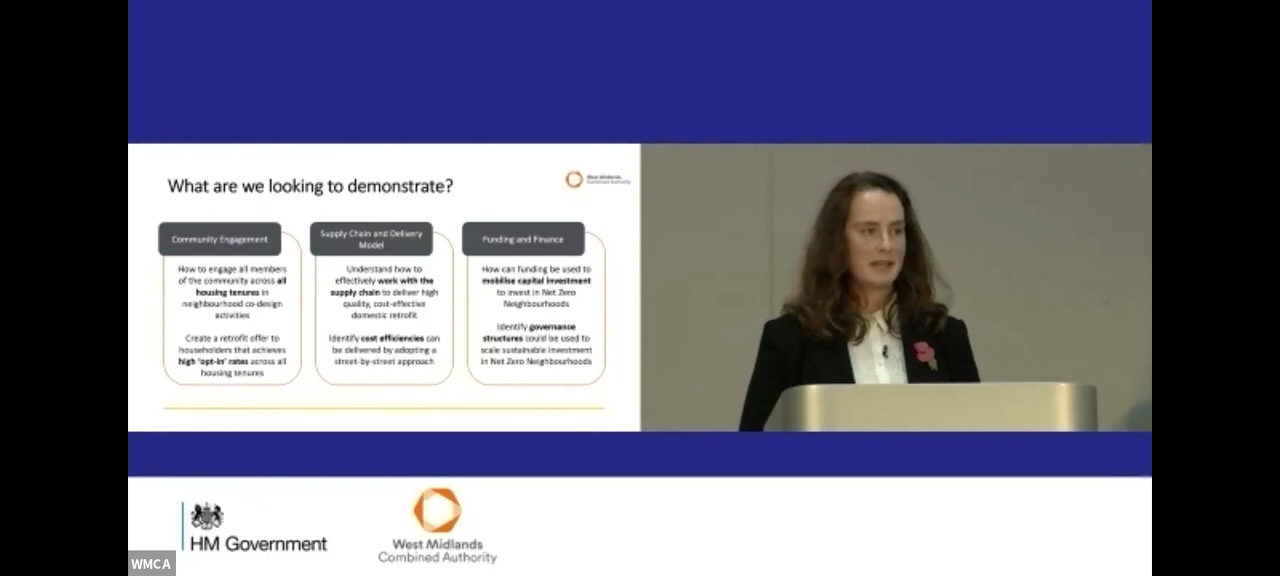 What are we looking to demonstrate?
West Midlands
Combined Authority
Community Engagement
How to engage all members
of the community across all
housing tenures in
neighbourhood co-design
activities
Create a retrofit offer to
householders that achieves
high 'opt-in' rates across all
housing tenures
Supply Chain and Delivery
Model
Understand how to
effectively work with the
supply chain to deliver high
quality, cost-effective
domestic retrofit
Identify cost efficiencies can
be delivered by adopting a
street-by-street approach
Funding and Finance
How can funding be used to
mobilise capital investment
to invest in Net Zero
Neighbourhoods
Identify governance
structures could be used to
scale sustainable investment
in Net Zero Neighbourhoods
HM Government
West Midlands
Combined Authority
WMCA